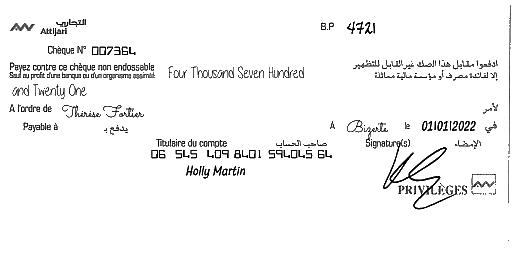 التجاري
Attijari
B.P 4721
Chèque N° 007364
Payez contre ce chèque non endossable
Sauf au profit d'une banque ou d'un organisme assimilé
Four Thousand Seven Hundred
ادفعوا مقابل هذا الصك غير القابل للتظهير
إلا لفائدة مصرف أو مؤسسة مالية مماثلة
and Twenty One
A l'ordre de Thérèse Fortier
لأمر
Payable à يدفع بـ
A Bizerte le 01/01/2022 في
Titulaire du compte صاحب الحساب
Signature(s) الإمضاء
06 545 409 8401 594045 64
Holly Martin
PRIVILÈGES